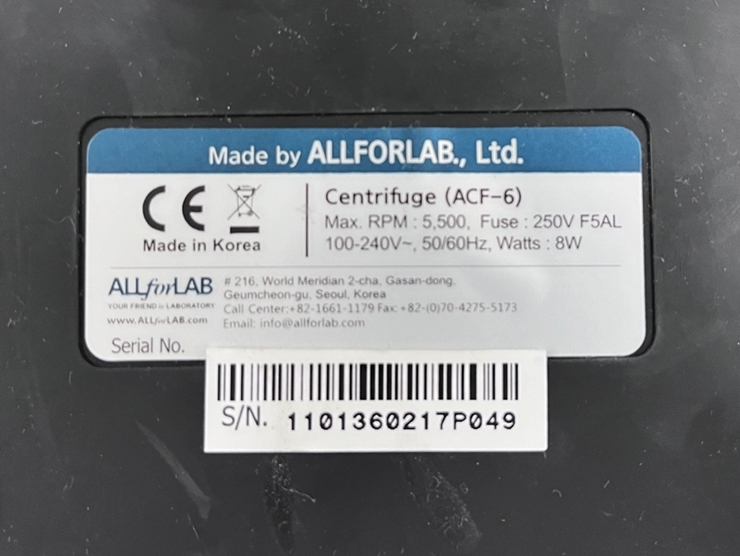 Made by ALLFORLAB., Ltd.
CE
Made in Korea
Centrifuge (ACF-6)
Max. RPM : 5,500, Fuse : 250V F5AL
100-240V~, 50/60Hz, Watts : 8W
ALLforLAB
YOUR FRIEND in LABORATORY
www.ALLforLAB.com
# 216, World Meridian 2-cha, Gasan-dong,
Geumcheon-gu, Seoul, Korea
Call Center:+82-1661-1179 Fax:+82-(0)70-4275-5173
Email: info@allforlab.com
Serial No.
S/N. 1101360217P049